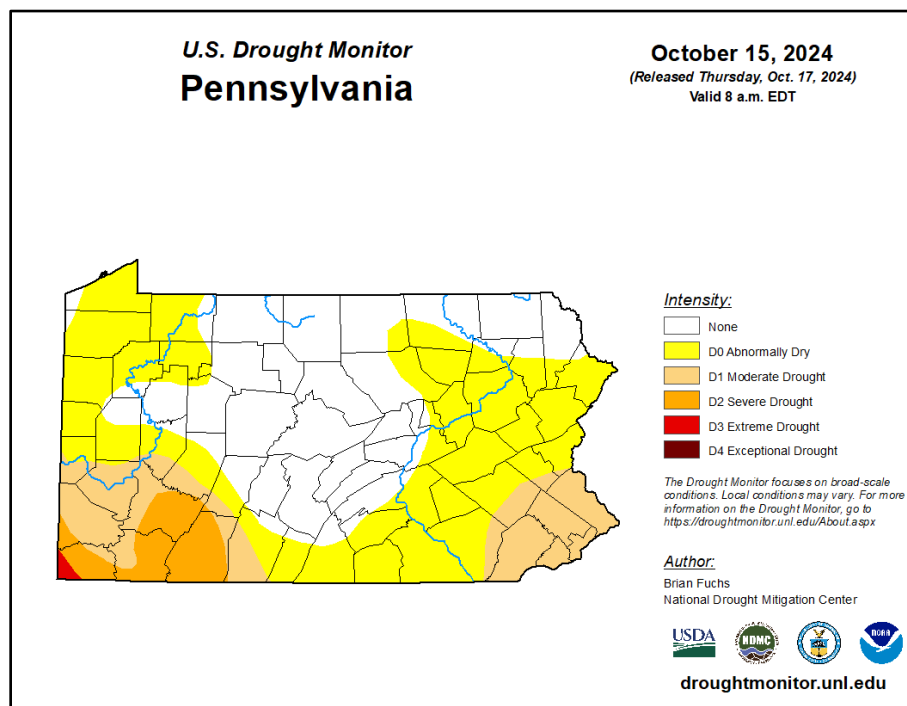 U.S. Drought Monitor
Pennsylvania
October 15, 2024
(Released Thursday, Oct. 17, 2024)
Valid 8 a.m. EDT
Intensity:
None
D0 Abnormally Dry
D1 Moderate Drought
D2 Severe Drought
D3 Extreme Drought
D4 Exceptional Drought
The Drought Monitor focuses on broad-scale
conditions. Local conditions may vary. For more
information on the Drought Monitor, go to
https://droughtmonitor.unl.edu/About.aspx
Author:
Brian Fuchs
National Drought Mitigation Center
USDA
NDMC
NOAA
droughtmonitor.unl.edu